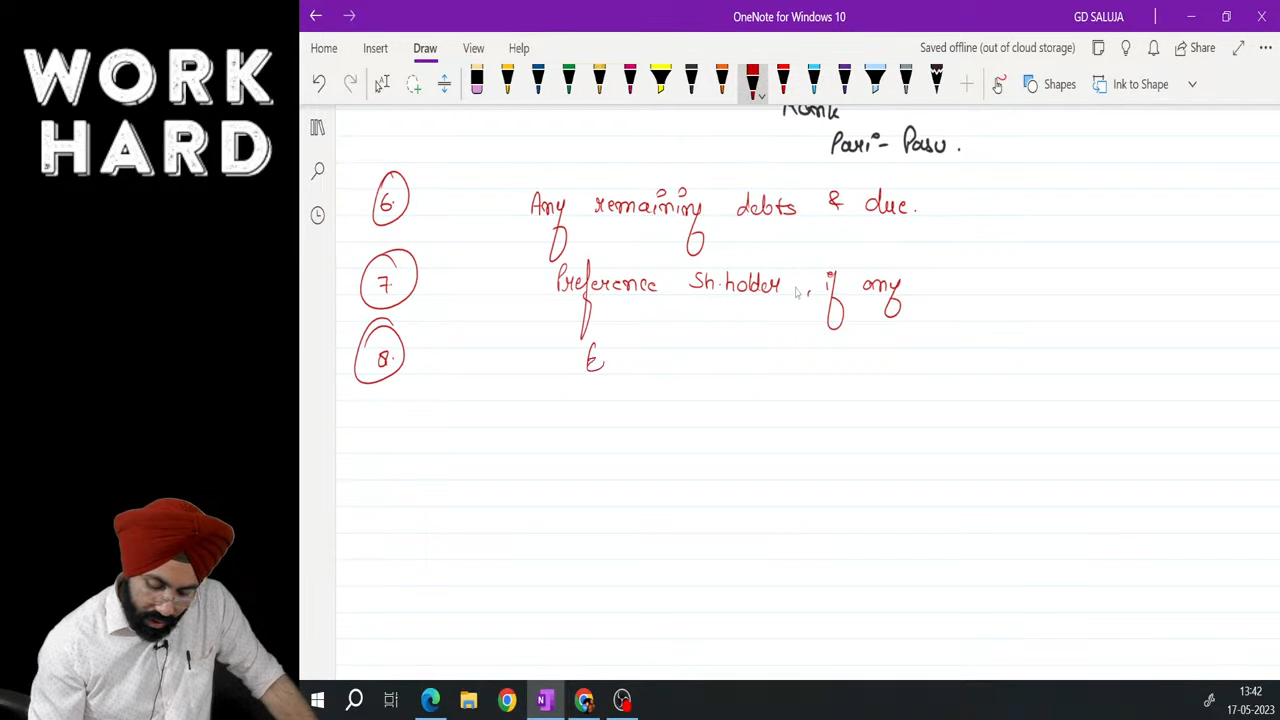 WORK
HARD
OneNote for Windows 10
GD SALUJA
Home Insert Draw View Help
Saved offline (out of cloud storage)
Share
Shapes
Ink to Shape
Rank
Pari-Pasu.
6. Any remaining debts & due.
7. Preference Sh.holder, if any
8. E
13:42
17-05-2023